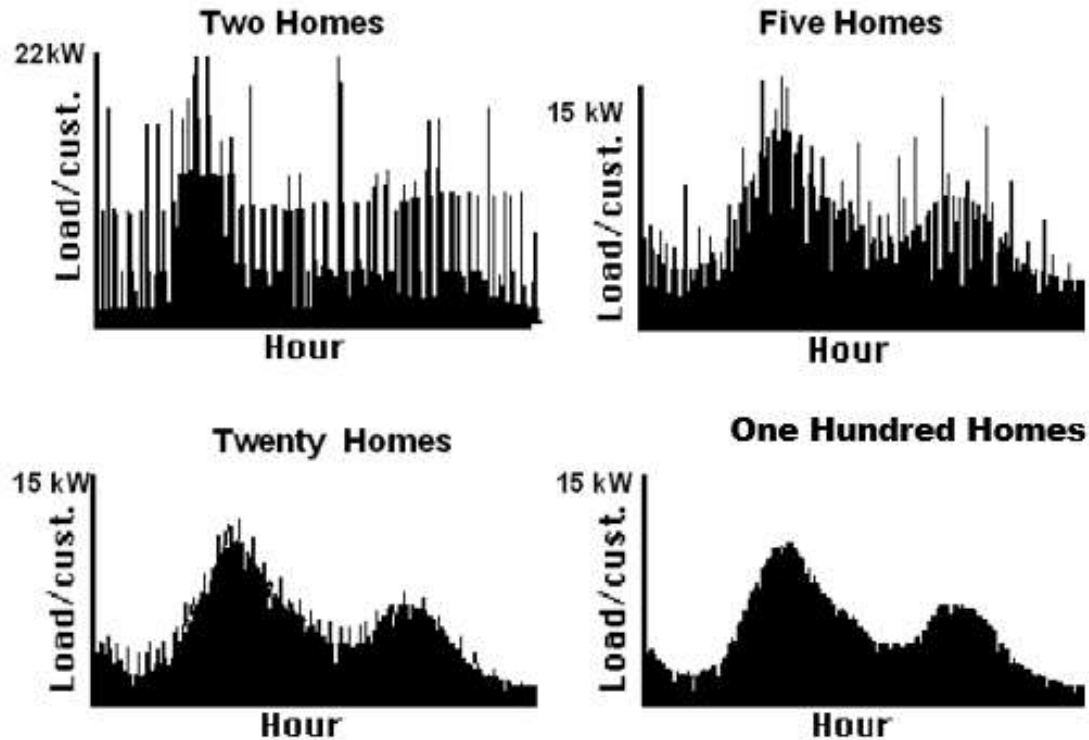 Two Homes
22kW
Load/cust.
Hour
Five Homes
15 kW
Load/cust.
Hour
Twenty Homes
15 kW
Load/cust.
Hour
One Hundred Homes
15 kW
Load/cust.
Hour